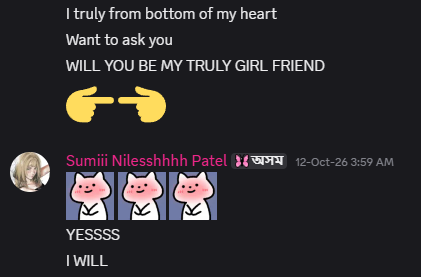 I truly from bottom of my heart
Want to ask you
WILL YOU BE MY TRULY GIRL FRIEND
Sumiii Nilesshhhh Patel অসম 12-Oct-26 3:59 AM
YESSSS
I WILL